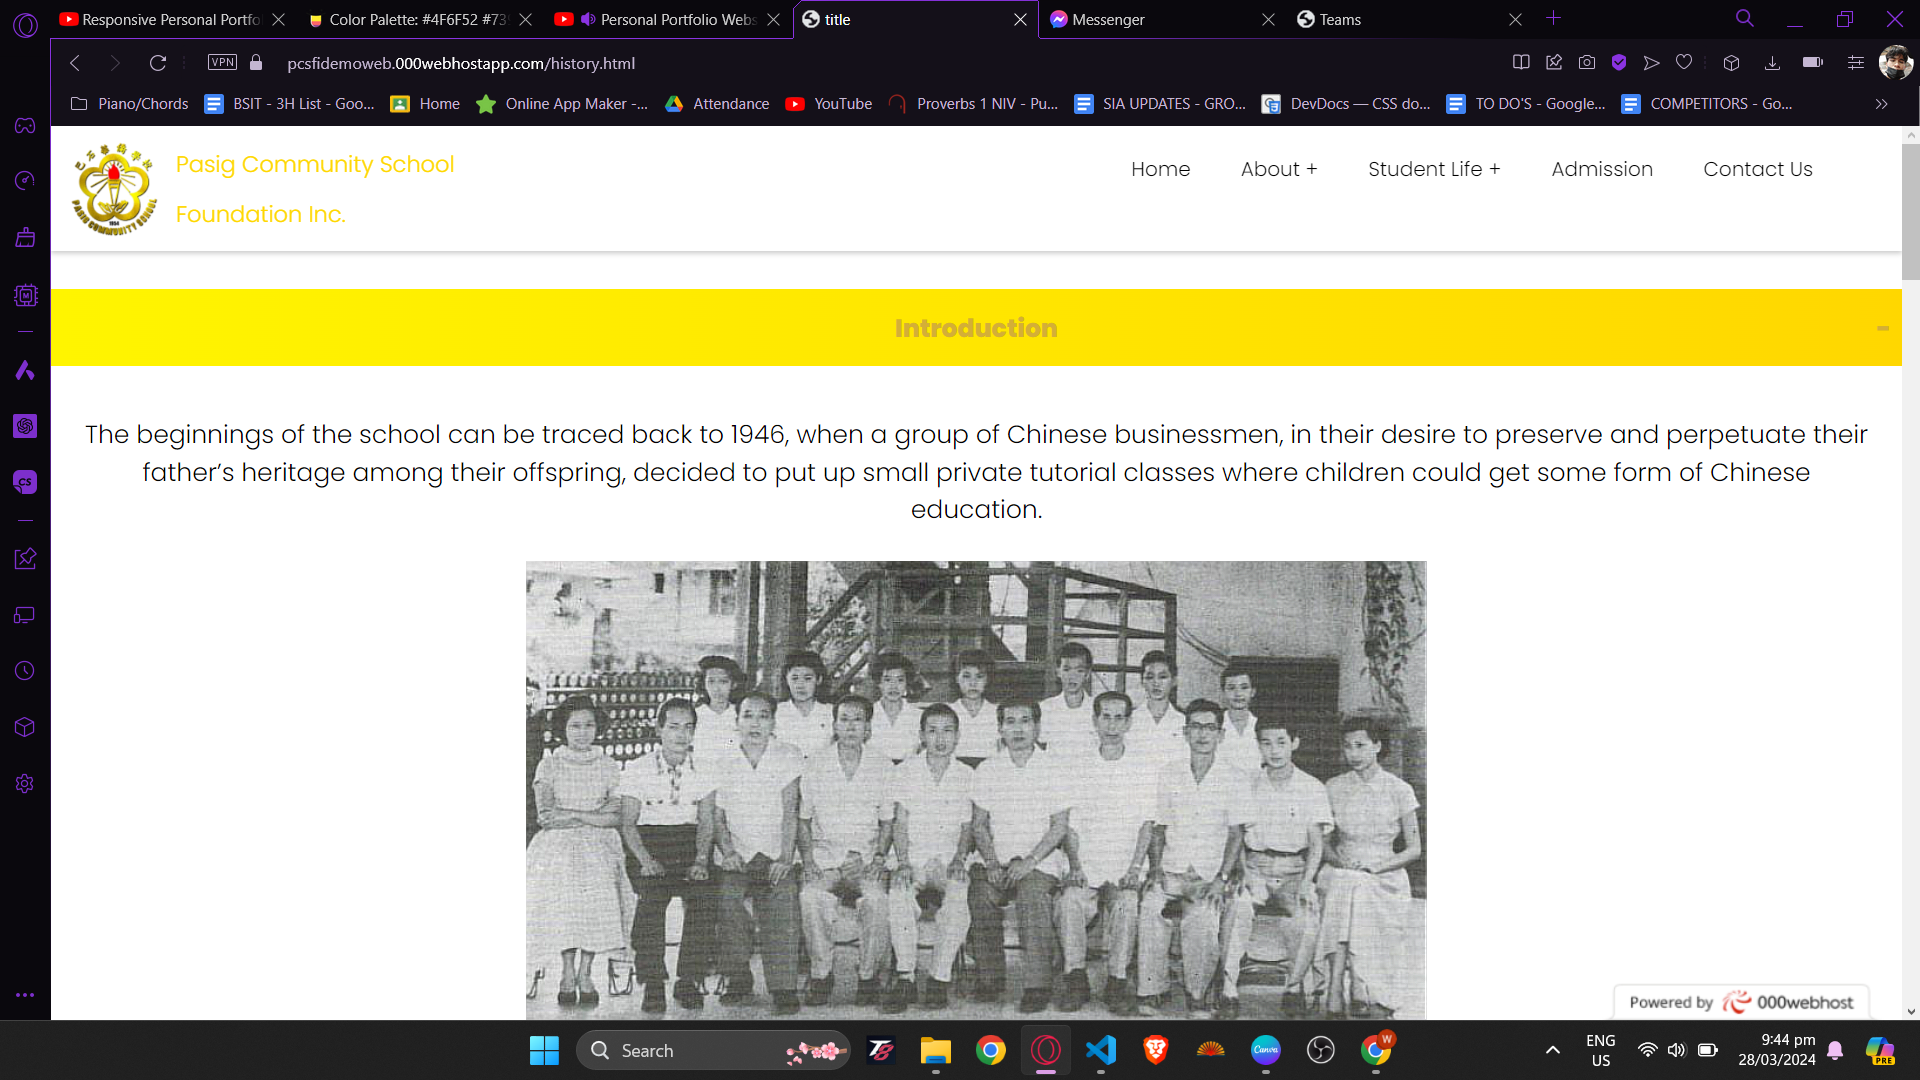 Responsive Personal Portfo
Color Palette: #4F6F52 #73
Personal Portfolio Webs
title
Messenger
Teams
VPN
pcsfidemoweb.000webhostapp.com/history.html
Piano/Chords
BSIT - 3H List - Goo...
Home
Online App Maker -...
Attendance
YouTube
Proverbs 1 NIV - Pu...
SIA UPDATES - GRO...
DevDocs — CSS do...
TO DO'S - Google...
COMPETITORS - Go...
Pasig Community School
Foundation Inc.
PASIG COMMUNITY SCHOOL
Home
About +
Student Life +
Admission
Contact Us
Introduction
-
The beginnings of the school can be traced back to 1946, when a group of Chinese businessmen, in their desire to preserve and perpetuate their
father’s heritage among their offspring, decided to put up small private tutorial classes where children could get some form of Chinese
education.
CS
Powered by 000webhost
Search
W
ENG
US
9:44 pm
28/03/2024
PRE
Canva